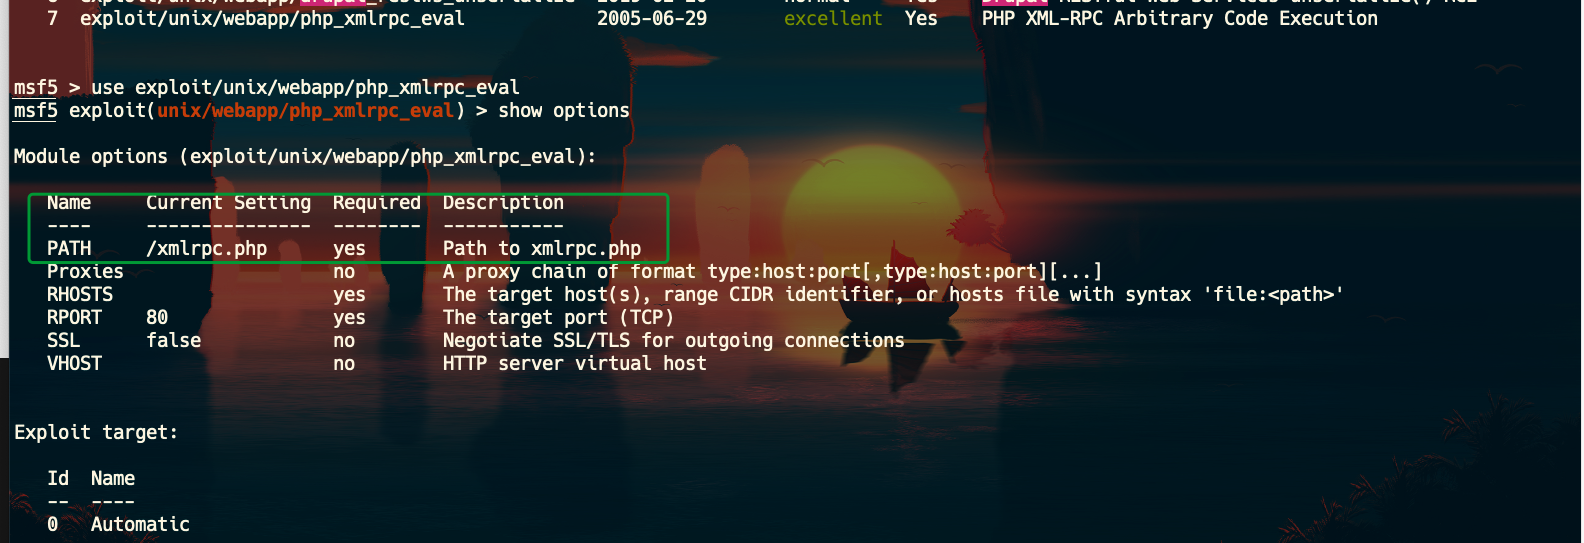 7  exploit/unix/webapp/php_xmlrpc_eval            2005-06-29       excellent  Yes    PHP XML-RPC Arbitrary Code Execution
msf5 > use exploit/unix/webapp/php_xmlrpc_eval
msf5 exploit(unix/webapp/php_xmlrpc_eval) > show options
Module options (exploit/unix/webapp/php_xmlrpc_eval):
   Name     Current Setting  Required  Description
   ----     ---------------  --------  -----------
   PATH     /xmlrpc.php      yes       Path to xmlrpc.php
   Proxies                   no        A proxy chain of format type:host:port[,type:host:port][...]
   RHOSTS                    yes       The target host(s), range CIDR identifier, or hosts file with syntax 'file:<path>'
   RPORT    80               yes       The target port (TCP)
   SSL      false            no        Negotiate SSL/TLS for outgoing connections
   VHOST                     no        HTTP server virtual host
Exploit target:
   Id  Name
   --  ----
   0   Automatic